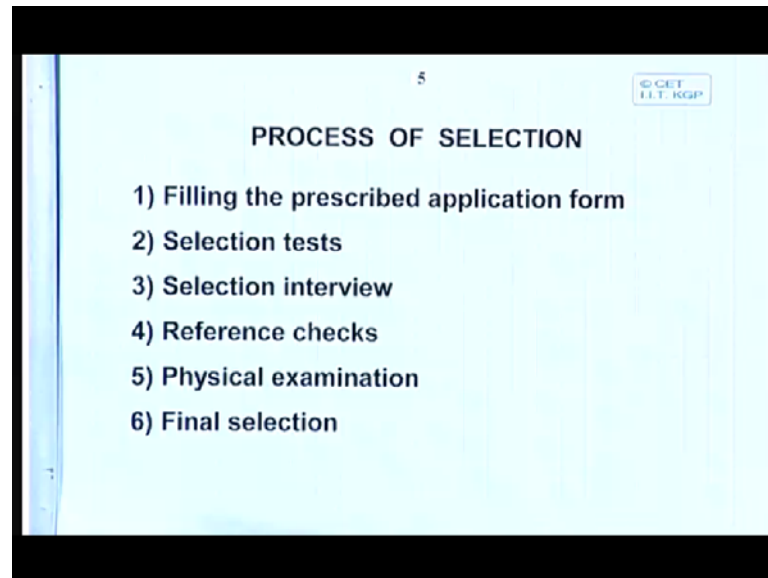 5
© CET
I.I.T. KGP
PROCESS OF SELECTION
1) Filling the prescribed application form
2) Selection tests
3) Selection interview
4) Reference checks
5) Physical examination
6) Final selection